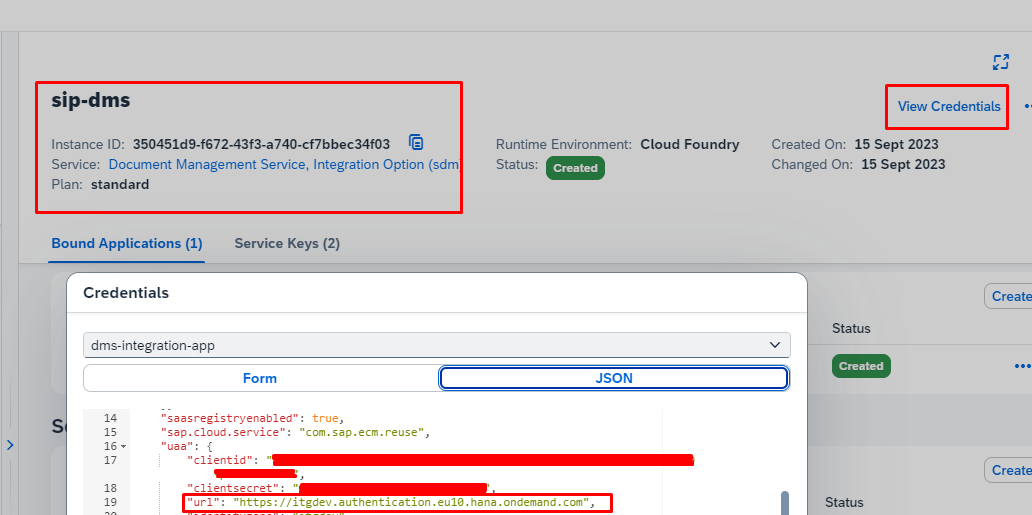 sip-dms
View Credentials
Instance ID: 350451d9-f672-43f3-a740-cf7bbec34f03
Runtime Environment: Cloud Foundry
Created On: 15 Sept 2023
Service: Document Management Service, Integration Option (sdm
Status: Created
Changed On: 15 Sept 2023
Plan: standard
Bound Applications (1)
Service Keys (2)
Credentials
Create
dms-integration-app
Status
Form
JSON
Created
14 "saasregistryenabled": true,
15 "sap.cloud.service": "com.sap.ecm.reuse",
16 "uaa": {
17 "clientid": "
",
18 "clientsecret": "
",
19 "url": "https://itgdev.authentication.eu10.hana.ondemand.com",
Create
Status